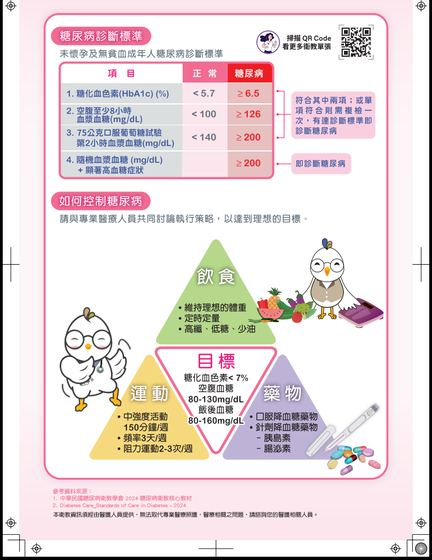 糖尿病診斷標準
掃描 QR Code
看更多衛教單張
未懷孕及無貧血成年人糖尿病診斷標準
項 目 正 常 糖尿病
1. 糖化血色素(HbA1c) (%) < 5.7 ≥ 6.5
2. 空腹至少8小時
血漿血糖(mg/dL) < 100 ≥ 126
3. 75公克口服葡萄糖試驗
第2小時血漿血糖(mg/dL) < 140 ≥ 200
4. 隨機血漿血糖 (mg/dL)
+ 顯著高血糖症狀 ≥ 200
符合其中兩項；或單
項符合則需複檢一
次，有達診斷標準即
診斷糖尿病
即診斷糖尿病
如何控制糖尿病
請與專業醫療人員共同討論執行策略，以達到理想的目標。
飲食
• 維持理想的體重
• 定時定量
• 高纖、低糖、少油
目標
糖化血色素< 7%
空腹血糖
80-130mg/dL
飯後血糖
80-160mg/dL
運動
• 中強度活動
150分鐘/週
• 頻率3天/週
• 阻力運動2-3次/週
藥物
• 口服降血糖藥物
• 針劑降血糖藥物
- 胰島素
- 腸泌素
參考資料來源：
1. 中華民國糖尿病衛教學會 2024 糖尿病衛教核心教材
2. Diabetes Care_Standards of Care in Diabetes - 2024
本衛教資訊須經由醫護人員提供，無法取代專業醫師照護，醫療相關之問題，請諮詢您的醫護相關人員。